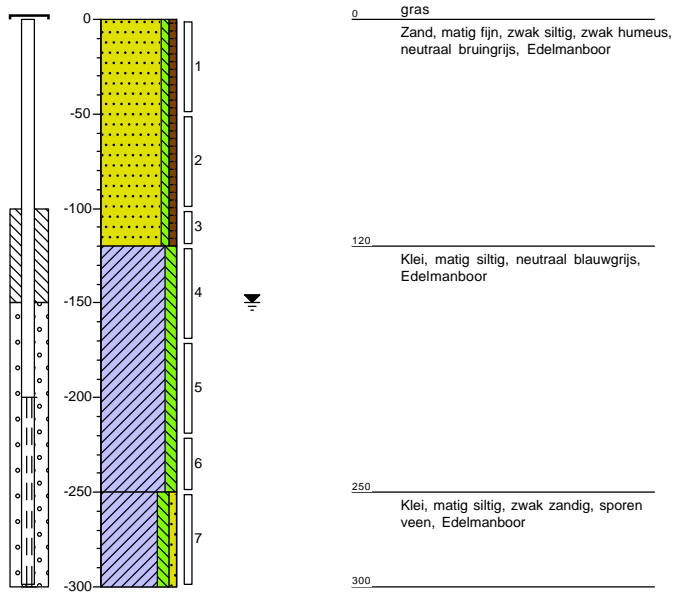 0
-50
-100
-150
-200
-250
-300
1
2
3
4
5
6
7
0
gras
Zand, matig fijn, zwak siltig, zwak humeus,
neutraal bruingrijs, Edelmanboor
120
Klei, matig siltig, neutraal blauwgrijs,
Edelmanboor
250
Klei, matig siltig, zwak zandig, sporen
veen, Edelmanboor
300